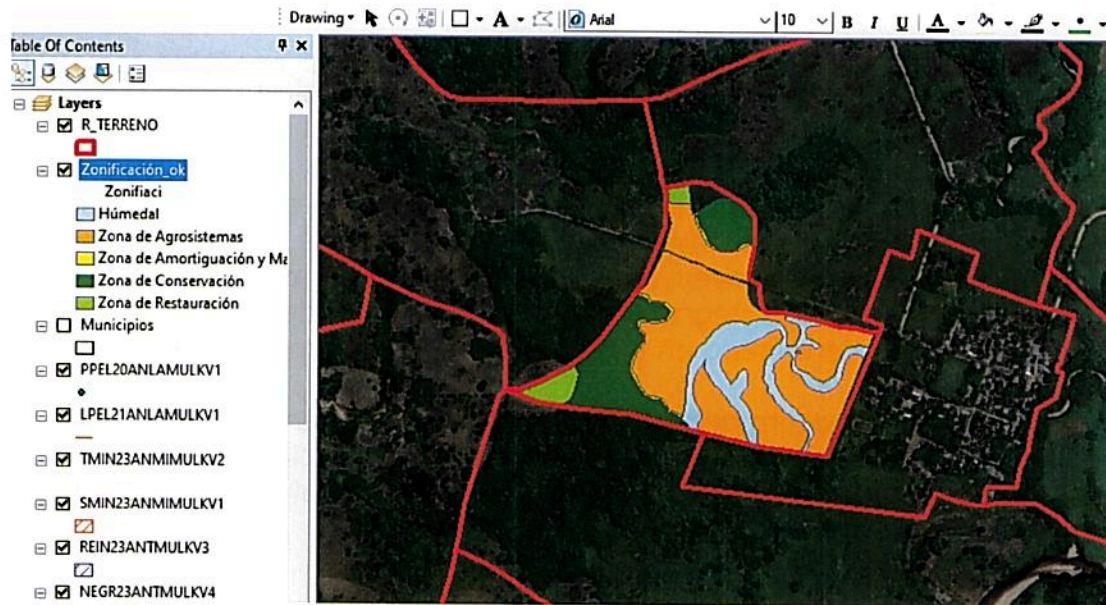 Drawing
Arial
10
B I U A
Table Of Contents
Layers
R_TERRENO
Zonificación_ok
Zonifiaci
Húmedal
Zona de Agrosistemas
Zona de Amortiguación y Ma
Zona de Conservación
Zona de Restauración
Municipios
PPEL20ANLAMULKV1
LPEL21ANLAMULKV1
TMIN23ANMIMULKV2
SMIN23ANMIMULKV1
REIN23ANTMULKV3
NEGR23ANTMULKV4